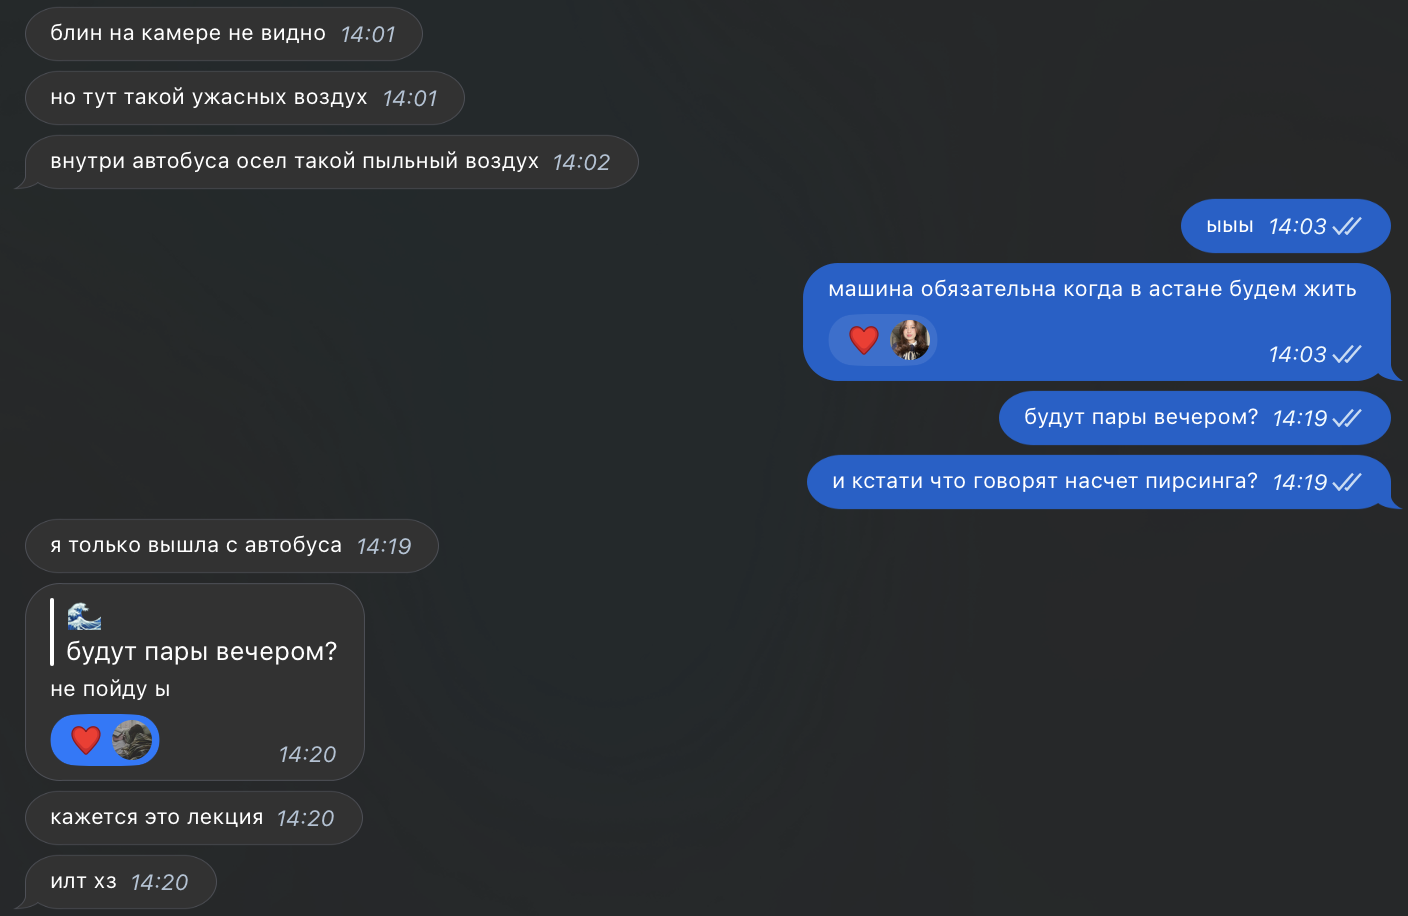 блин на камере не видно 14:01
но тут такой ужасных воздух 14:01
внутри автобуса осел такой пыльный воздух 14:02
ыыы 14:03
машина обязательна когда в астане будем жить
14:03
будут пары вечером? 14:19
и кстати что говорят насчет пирсинга? 14:19
я только вышла с автобуса 14:19
будут пары вечером?
не пойду ы
14:20
кажется это лекция 14:20
илт хз 14:20